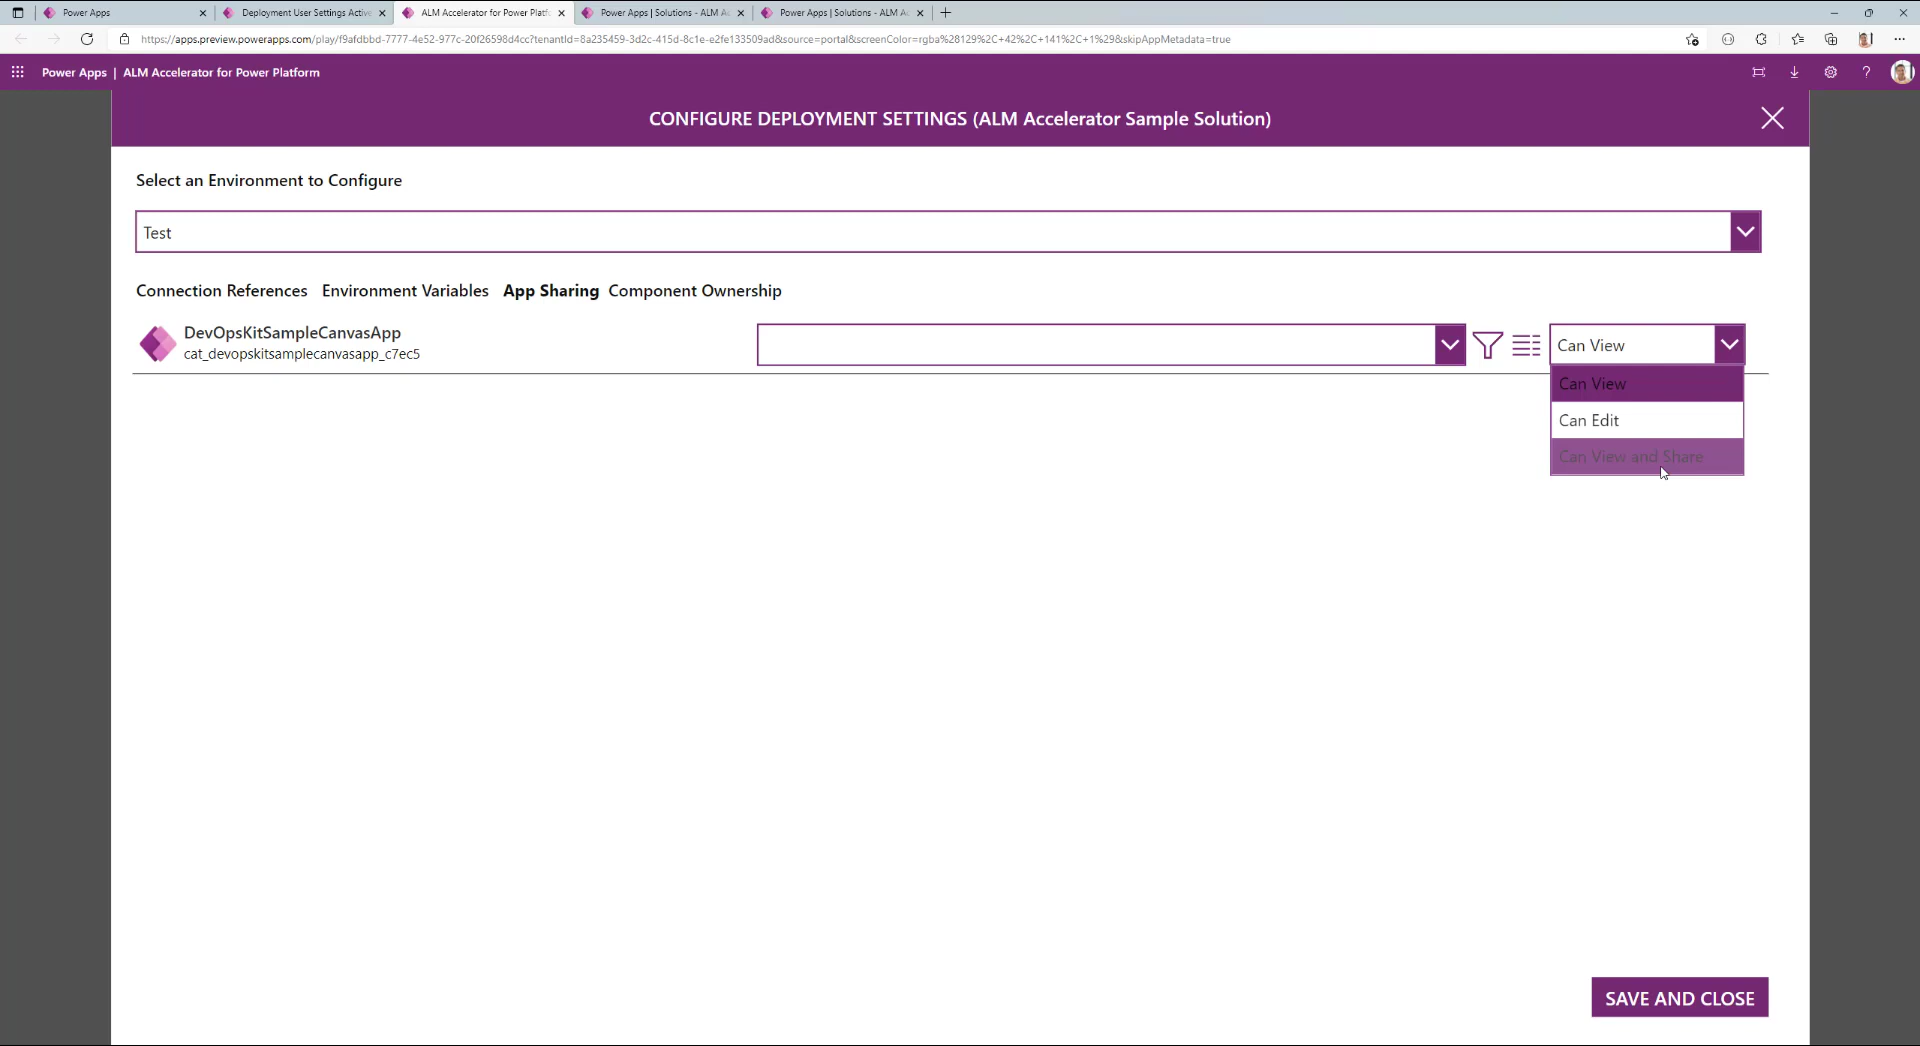 Power Apps
Deployment User Settings Active
ALM Accelerator for Power Platf
Power Apps | Solutions - ALM Ac
Power Apps | Solutions - ALM Ac
https://apps.preview.powerapps.com/play/f9afdbbd-7777-4e52-977c-20f26598d4cc?tenantId=8a235459-3d2c-415d-8c1e-e2fe133509ad&source=portal&screenColor=rgba%28129%2C+42%2C+141%2C+1%29&skipAppMetadata=true
Power Apps | ALM Accelerator for Power Platform
CONFIGURE DEPLOYMENT SETTINGS (ALM Accelerator Sample Solution)
Select an Environment to Configure
Test
Connection References Environment Variables App Sharing Component Ownership
DevOpsKitSampleCanvasApp
cat_devopskitsamplecanvasapp_c7ec5
Can View
Can View
Can Edit
Can View and Share
SAVE AND CLOSE